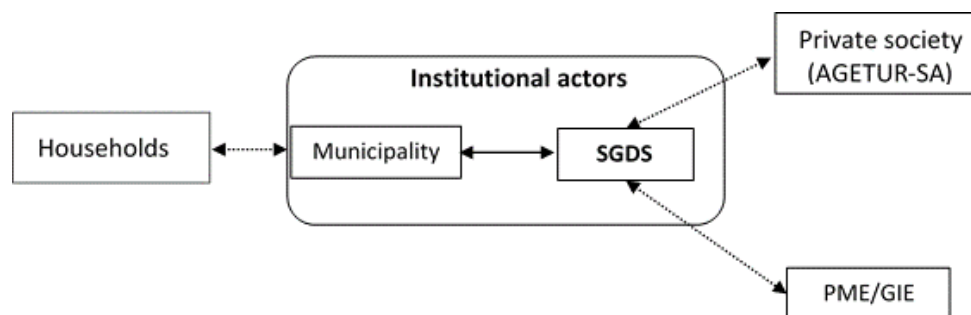 Private society
(AGETUR-SA)
Institutional actors
Households
Municipality
SGDS
PME/GIE